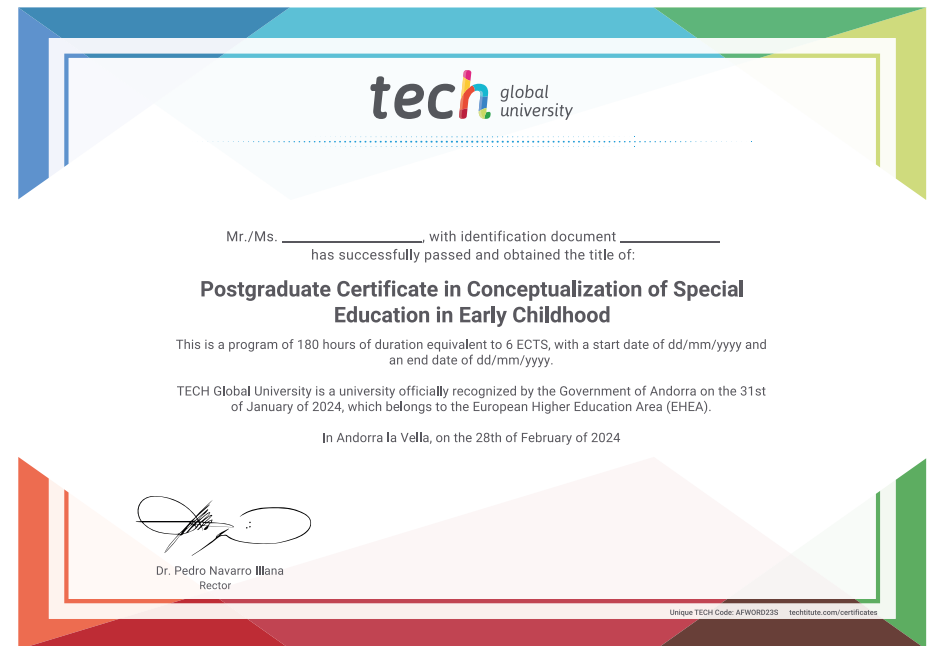 tech global university
Mr./Ms. ____________, with identification document ____________
has successfully passed and obtained the title of:
Postgraduate Certificate in Conceptualization of Special
Education in Early Childhood
This is a program of 180 hours of duration equivalent to 6 ECTS, with a start date of dd/mm/yyyy and
an end date of dd/mm/yyyy.
TECH Global University is a university officially recognized by the Government of Andorra on the 31st
of January of 2024, which belongs to the European Higher Education Area (EHEA).
In Andorra la Vella, on the 28th of February of 2024
Dr. Pedro Navarro Illana
Rector
Unique TECH Code: AFWORD23S techtitute.com/certificates